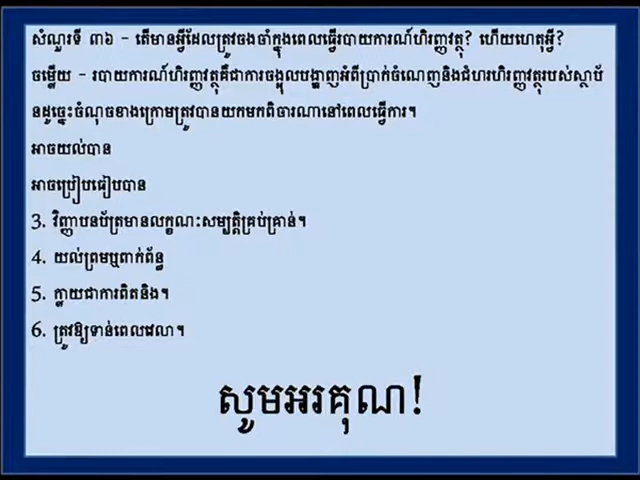 សំណួរទី ៣៦ - តើមានអ្វីដែលត្រូវចងចាំក្នុងពេលធ្វើរបាយការណ៍ហិរញ្ញវត្ថុ? ហើយហេតុអ្វី?
ចម្លើយ - របាយការណ៍ហិរញ្ញវត្ថុគឺជាការចង្អុលបង្ហាញអំពីប្រាក់ចំណេញនិងជំហរហិរញ្ញវត្ថុរបស់ស្ថាប័
នដូច្នេះចំណុចខាងក្រោមត្រូវបានយកមកពិចារណានៅពេលធ្វើការ។
អាចយល់បាន
អាចប្រៀបធៀបបាន
3. វិញ្ញាបនប័ត្រមានលក្ខណៈសម្បត្តិគ្រប់គ្រាន់។
4. យល់ព្រមឬពាក់ព័ន្ធ
5. ក្លាយជាការពិតនិង។
6. ត្រូវឱ្យទាន់ពេលវេលា។
សូមអរគុណ!